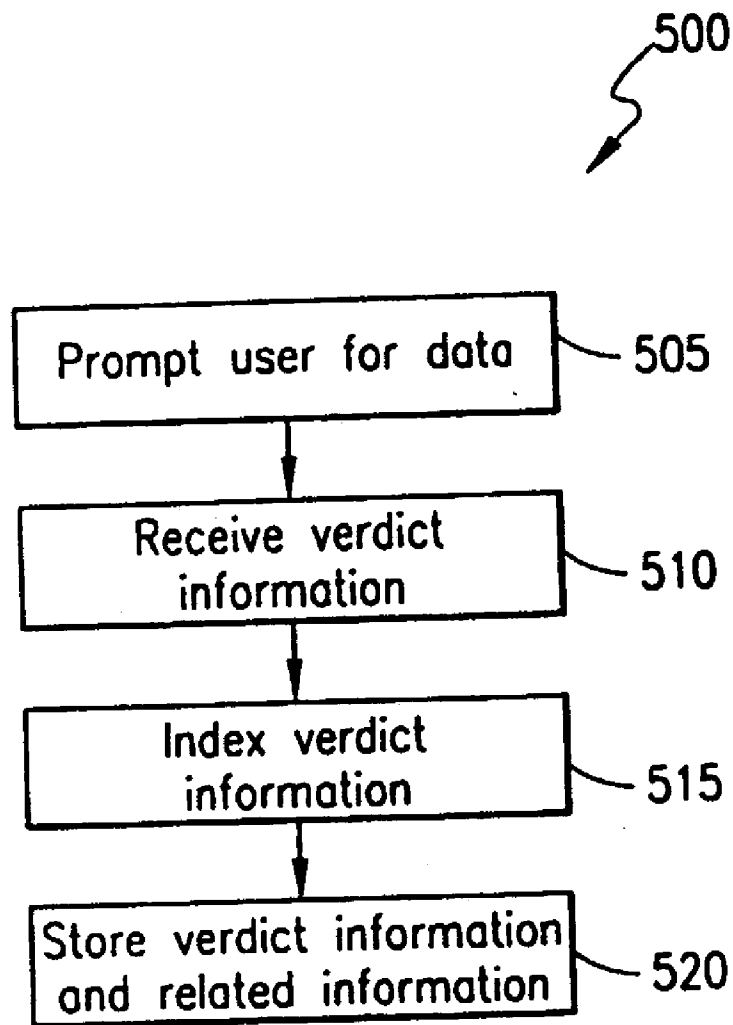 500
Prompt user for data
505
Receive verdict
information
510
Index verdict
information
515
Store verdict information
and related information
520